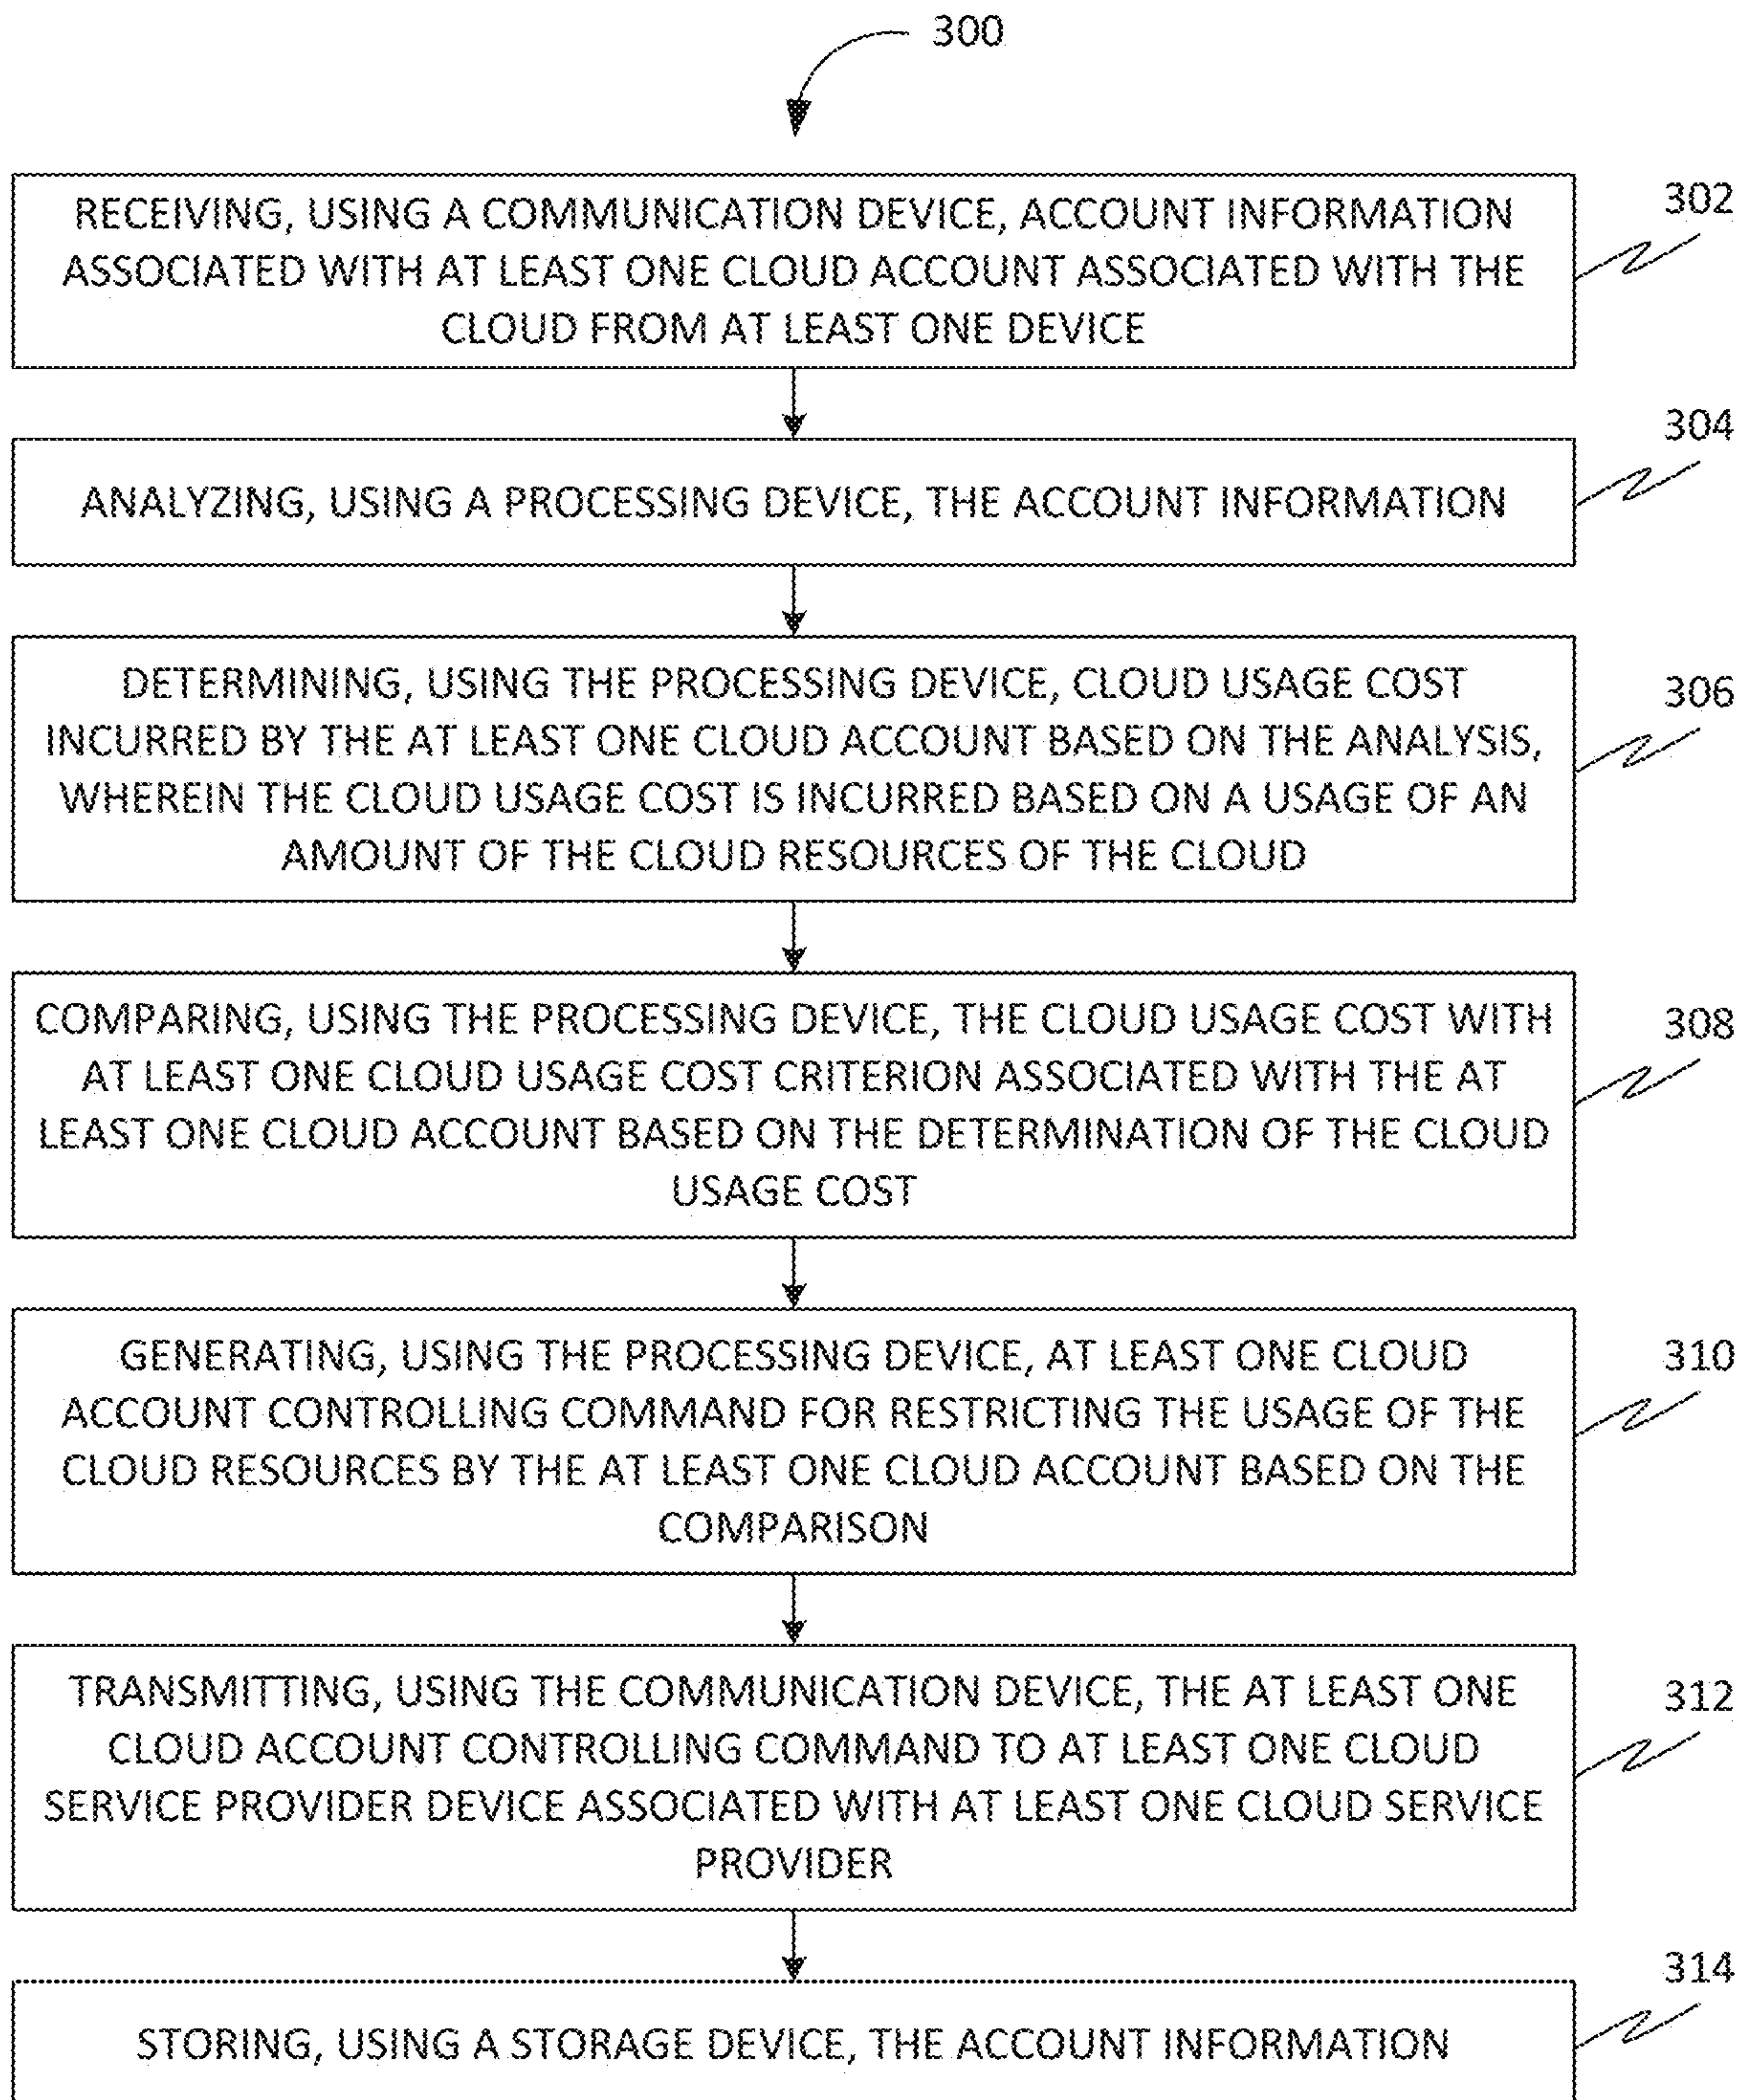 300
RECEIVING, USING A COMMUNICATION DEVICE, ACCOUNT INFORMATION
ASSOCIATED WITH AT LEAST ONE CLOUD ACCOUNT ASSOCIATED WITH THE
CLOUD FROM AT LEAST ONE DEVICE
302
ANALYZING, USING A PROCESSING DEVICE, THE ACCOUNT INFORMATION
304
DETERMINING, USING THE PROCESSING DEVICE, CLOUD USAGE COST
INCURRED BY THE AT LEAST ONE CLOUD ACCOUNT BASED ON THE ANALYSIS,
WHEREIN THE CLOUD USAGE COST IS INCURRED BASED ON A USAGE OF AN
AMOUNT OF THE CLOUD RESOURCES OF THE CLOUD
306
COMPARING, USING THE PROCESSING DEVICE, THE CLOUD USAGE COST WITH
AT LEAST ONE CLOUD USAGE COST CRITERION ASSOCIATED WITH THE AT
LEAST ONE CLOUD ACCOUNT BASED ON THE DETERMINATION OF THE CLOUD
USAGE COST
308
GENERATING, USING THE PROCESSING DEVICE, AT LEAST ONE CLOUD
ACCOUNT CONTROLLING COMMAND FOR RESTRICTING THE USAGE OF THE
CLOUD RESOURCES BY THE AT LEAST ONE CLOUD ACCOUNT BASED ON THE
COMPARISON
310
TRANSMITTING, USING THE COMMUNICATION DEVICE, THE AT LEAST ONE
CLOUD ACCOUNT CONTROLLING COMMAND TO AT LEAST ONE CLOUD
SERVICE PROVIDER DEVICE ASSOCIATED WITH AT LEAST ONE CLOUD SERVICE
PROVIDER
312
STORING, USING A STORAGE DEVICE, THE ACCOUNT INFORMATION
314